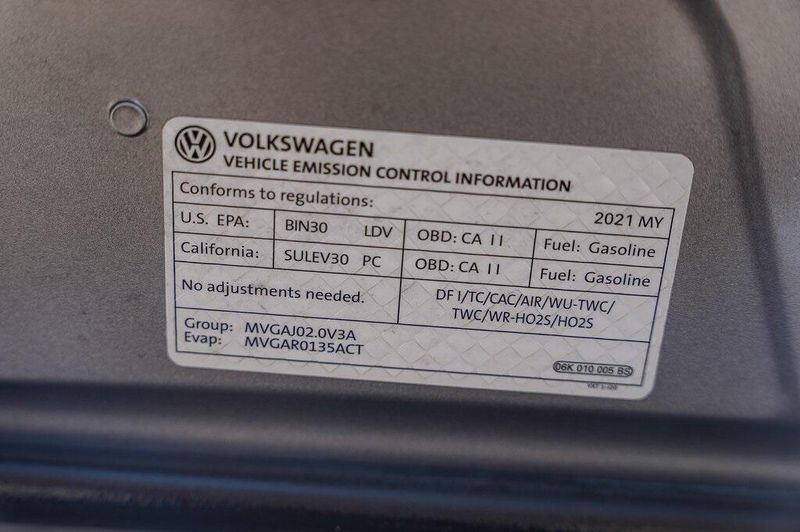 VOLKSWAGEN
VEHICLE EMISSION CONTROL INFORMATION
Conforms to regulations:
2021 MY
U.S. EPA: BIN30 LDV OBD: CA II Fuel: Gasoline
California: SULEV30 PC OBD: CA II Fuel: Gasoline
No adjustments needed.
DFI/TC/CAC/AIR/WU-TWC/
TWC/WR-HO2S/HO2S
Group: MVGAJ02.0V3A
Evap: MVGAR0135ACT
06K 010 005 BS